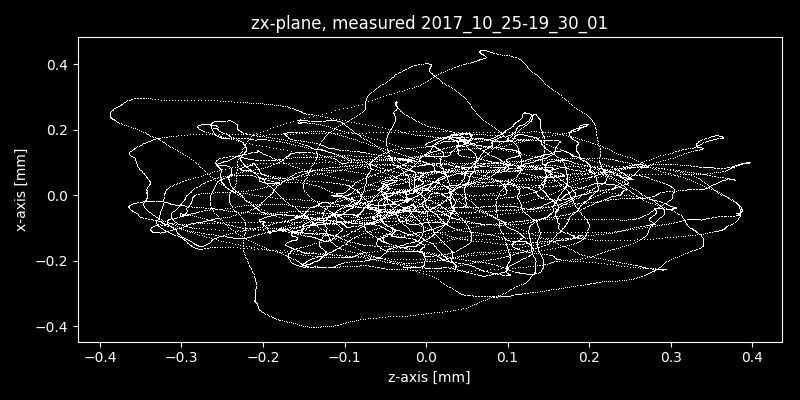 zx-plane, measured 2017_10_25-19_30_01
x-axis [mm]
0.4
0.2
0.0
−0.2
−0.4
−0.4 −0.3 −0.2 −0.1 0.0 0.1 0.2 0.3 0.4
z-axis [mm]